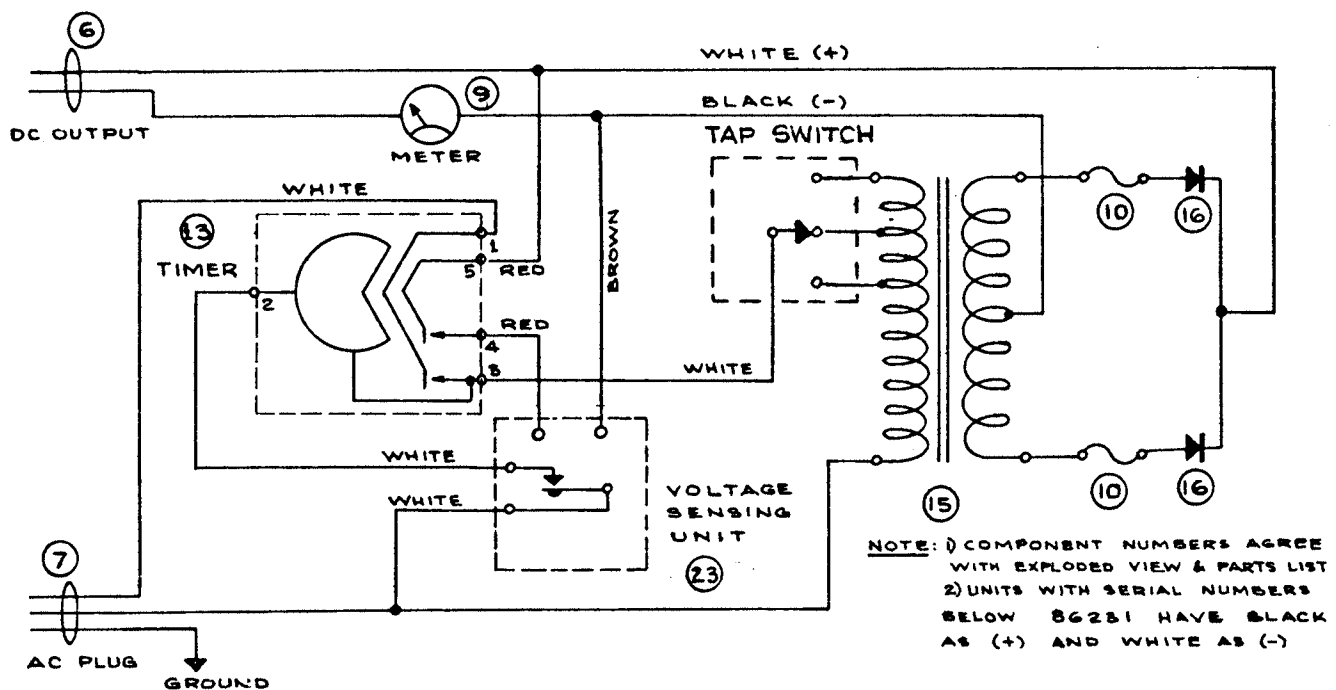 6
WHITE (+)
9
BLACK (-)
DC OUTPUT
METER
TAP SWITCH
WHITE
13
TIMER
1
5
RED
BROWN
10
16
2
RED
4
3
WHITE
WHITE
WHITE
VOLTAGE
SENSING
UNIT
23
15
10
16
7
NOTE: 1) COMPONENT NUMBERS AGREE
WITH EXPLODED VIEW & PARTS LIST
2) UNITS WITH SERIAL NUMBERS
BELOW 86281 HAVE BLACK
AS (+) AND WHITE AS (-)
AC PLUG
GROUND